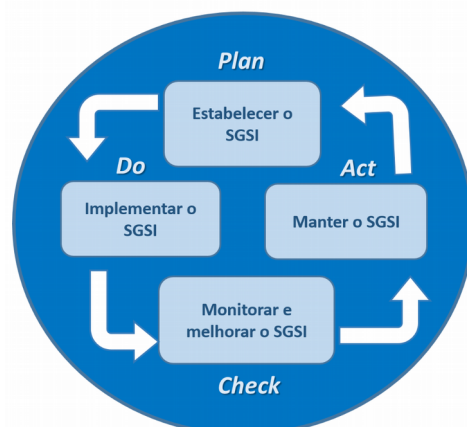 Plan
Estabelecer o
SGSI
Do
Implementar o
SGSI
Act
Manter o SGSI
Monitorar e
melhorar o SGSI
Check